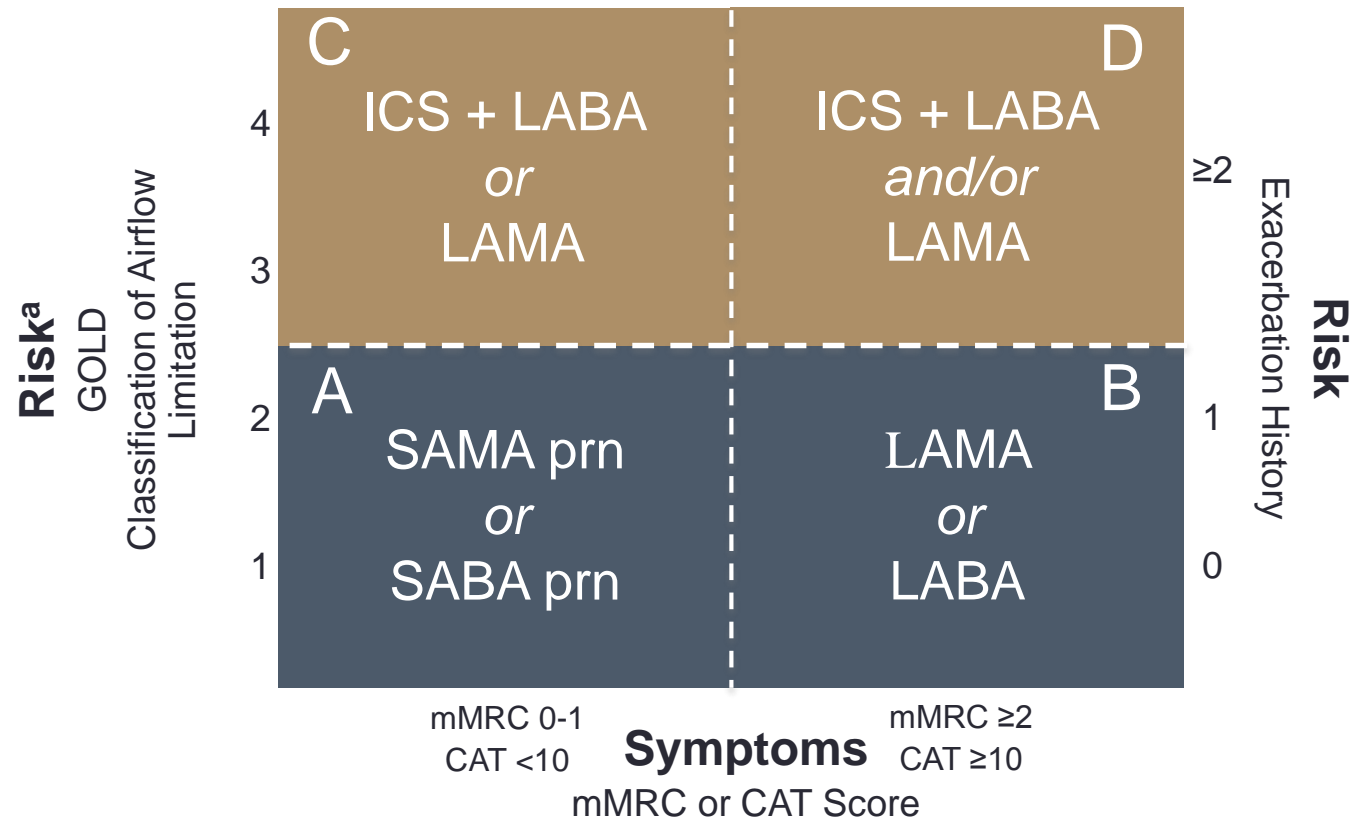 C
ICS + LABA
or
LAMA
D
ICS + LABA
and/or
LAMA
A
SAMA prn
or
SABA prn
B
LAMA
or
LABA
4
3
2
1
Riskª
GOLD
Classification of Airflow
Limitation
≥2
1
0
Exacerbation History
Risk
mMRC 0-1
CAT <10
Symptoms
mMRC ≥2
CAT ≥10
mMRC or CAT Score